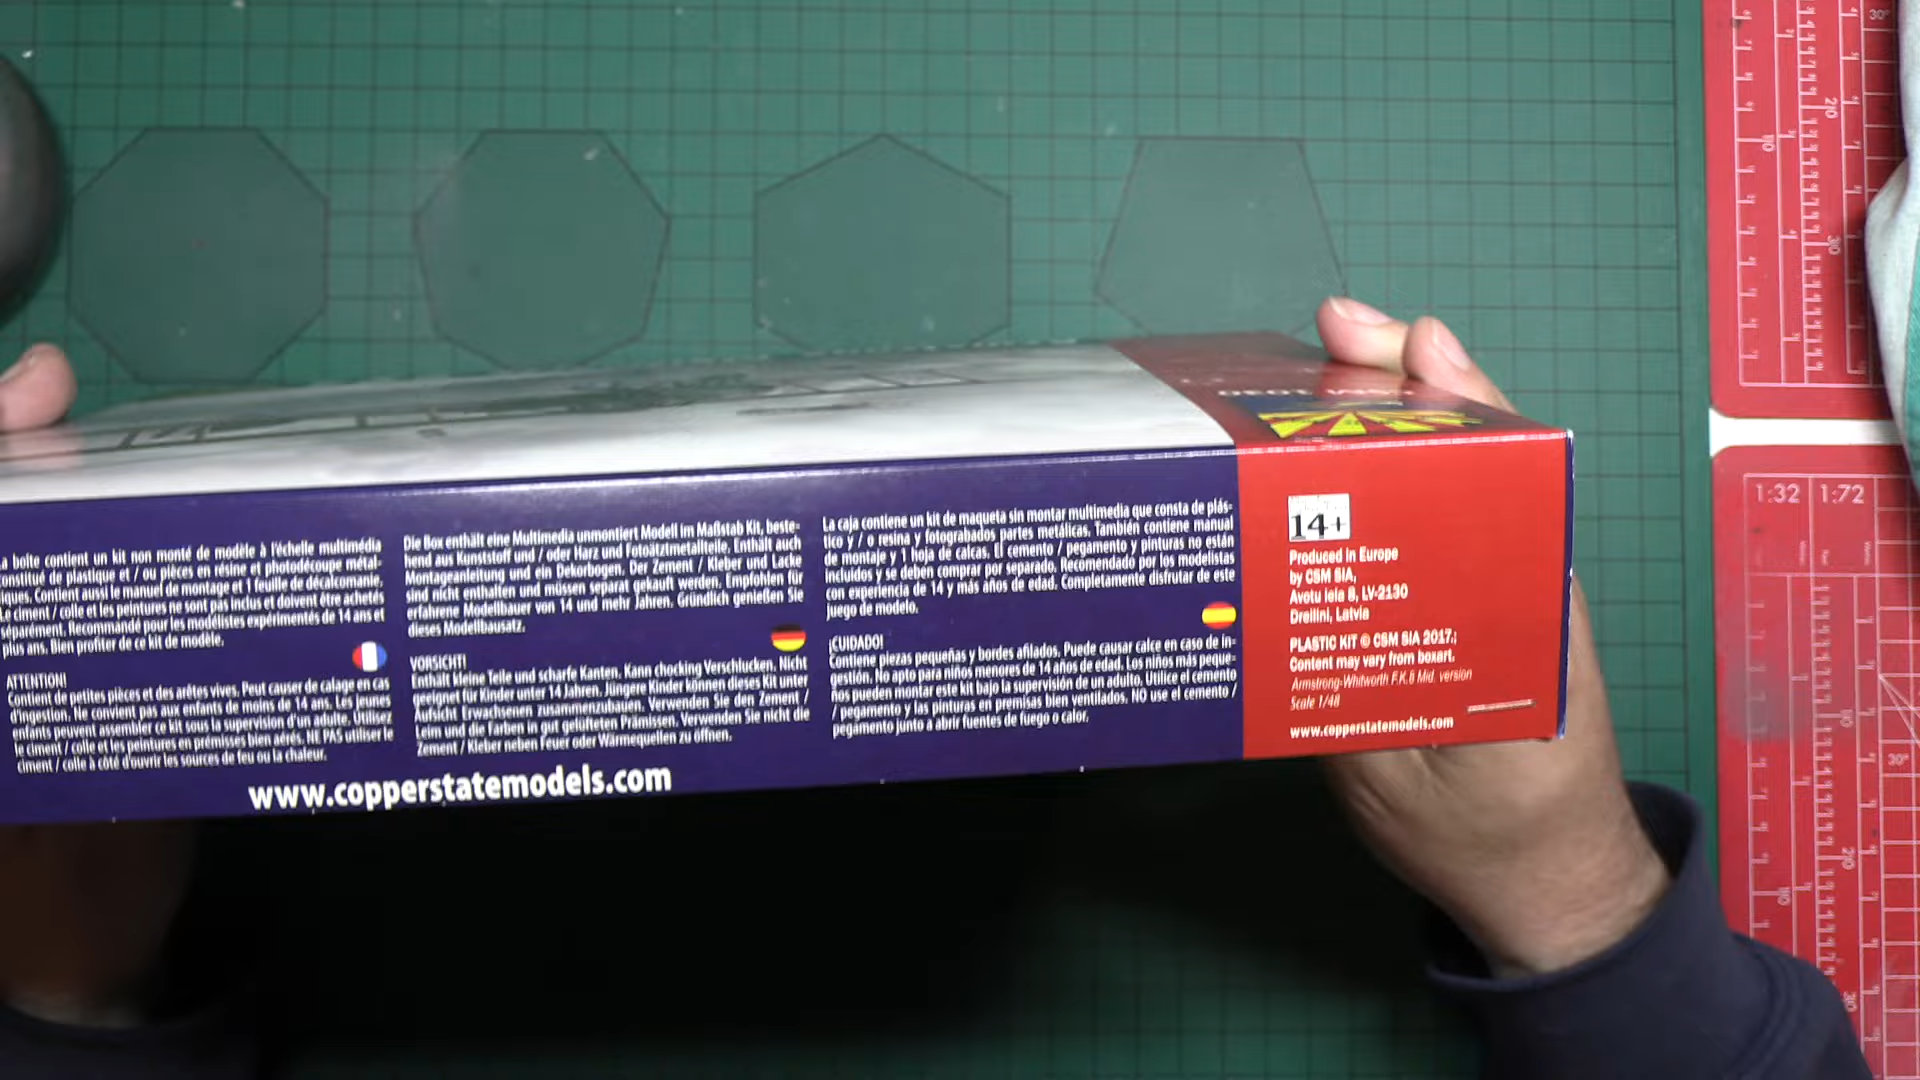 a boîte contient un kit non monté de modèle à l'échelle multimédia
onstitué de plastique et / ou pièces en résine et photodécoupe métal-
iques. Contient aussi le manuel de montage et 1 feuille de décalcomanie.
Le ciment / colle et les peintures ne sont pas inclus et doivent être achetés
séparément. Recommandé pour les modélistes expérimentés de 14 ans et
plus ans. Bien profiter de ce kit de modèle.
ATTENTION!
Contient de petites pièces et des arêtes vives. Peut causer de calage en cas
d'ingestion. Ne convient pas aux enfants de moins de 14 ans. Les jeunes
enfants peuvent assembler ce kit sous la supervision d'un adulte. Utilisez
le ciment / colle et les peintures en prémisses bien aérés. NE PAS utiliser le
ciment / colle à côté d'ouvrir les sources de feu ou la chaleur.
Die Box enthält eine Multimedia unmontiert Modell im Maßstab Kit, beste-
hend aus Kunststoff und / oder Harz und Fotoätzmetallteile. Enthält auch
Montageanleitung und ein Dekorbogen. Der Zement / Kleber und Lacke
sind nicht enthalten und müssen separat gekauft werden. Empfohlen für
erfahrene Modellbauer von 14 und mehr Jahren. Gründlich genießen Sie
dieses Modellbausatz.
VORSICHT!
Enthält kleine Teile und scharfe Kanten. Kann chocking Verschlucken. Nicht
geeignet für Kinder unter 14 Jahren. Jüngere Kinder können dieses Kit unter
Aufsicht Erwachsenen zusammenzubauen. Verwenden Sie den Zement /
Leim und die Farben in gut gelüfteten Prämissen. Verwenden Sie nicht die
Zement / Kleber neben Feuer oder Wärmequellen zu öffnen.
La caja contiene un kit de maqueta sin montar multimedia que consta de plás-
tico y / o resina y fotograbados partes metálicas. También contiene manual
de montaje y 1 hoja de calcas. El cemento / pegamento y pinturas no están
incluidos y se deben comprar por separado. Recomendado por los modelistas
con experiencia de 14 y más años de edad. Completamente disfrutar de este
juego de modelo.
¡CUIDADO!
Contiene piezas pequeñas y bordes afilados. Puede causar calce en caso de in-
gestión. No apto para niños menores de 14 años de edad. Los niños más peque-
ños pueden montar este kit bajo la supervisión de un adulto. Utilice el cemento
/ pegamento y las pinturas en premisas bien ventilados. NO use el cemento /
pegamento junto a abrir fuentes de fuego o calor.
www.copperstatemodels.com
14+
Produced in Europe
by CSM SIA,
Avotu iela 8, LV-2130
Dreilini, Latvia
PLASTIC KIT © CSM SIA 2017.;
Content may vary from boxart.
Armstrong-Whitworth F.K.8 Mid. version
Scale 1/48
www.copperstatemodels.com
1:32 1:72